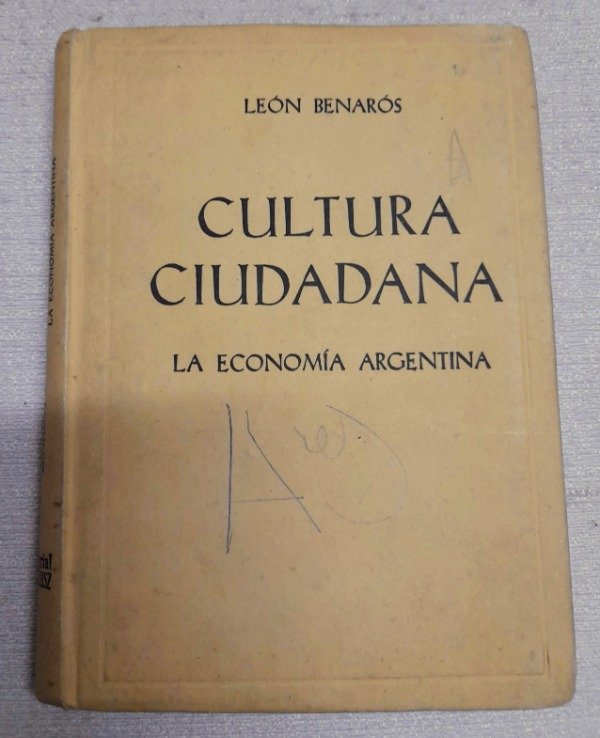 LEÓN BENARÓS
CULTURA
CIUDADANA
LA ECONOMÍA ARGENTINA
LA ECONOMÍA ARGENTINA